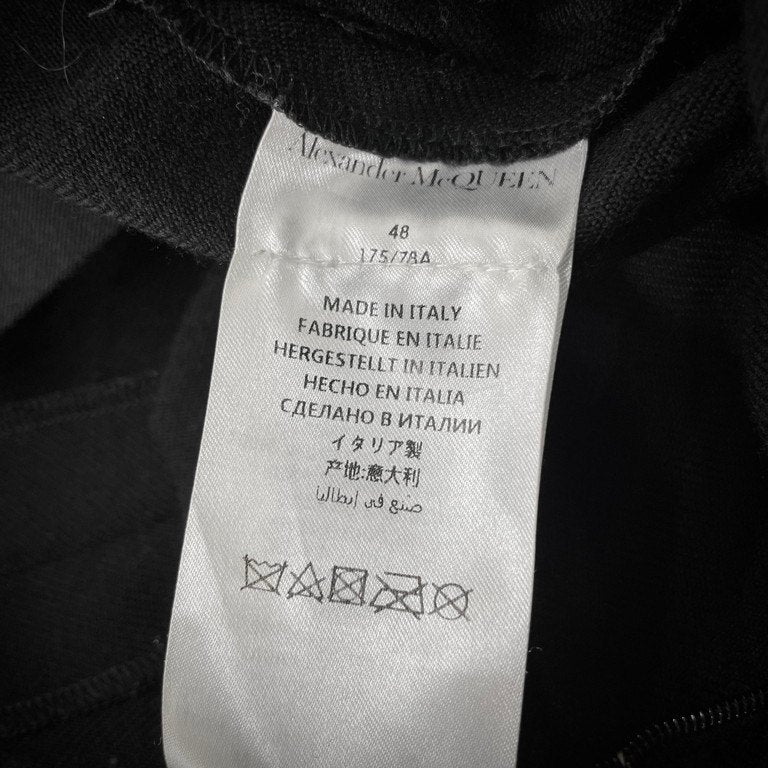 Alexander McQUEEN
48
175/78A
MADE IN ITALY
FABRIQUE EN ITALIE
HERGESTELLT IN ITALIEN
HECHO EN ITALIA
СДЕЛАНО В ИТАЛИИ
イタリア製
产地:意大利
صنع في إيطاليا